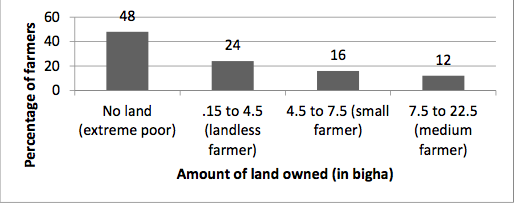 Percentage of farmers
60
40
20
0
48
24
16
12
No land
(extreme poor)
.15 to 4.5
(landless
farmer)
4.5 to 7.5 (small
farmer)
7.5 to 22.5
(medium
farmer)
Amount of land owned (in bigha)